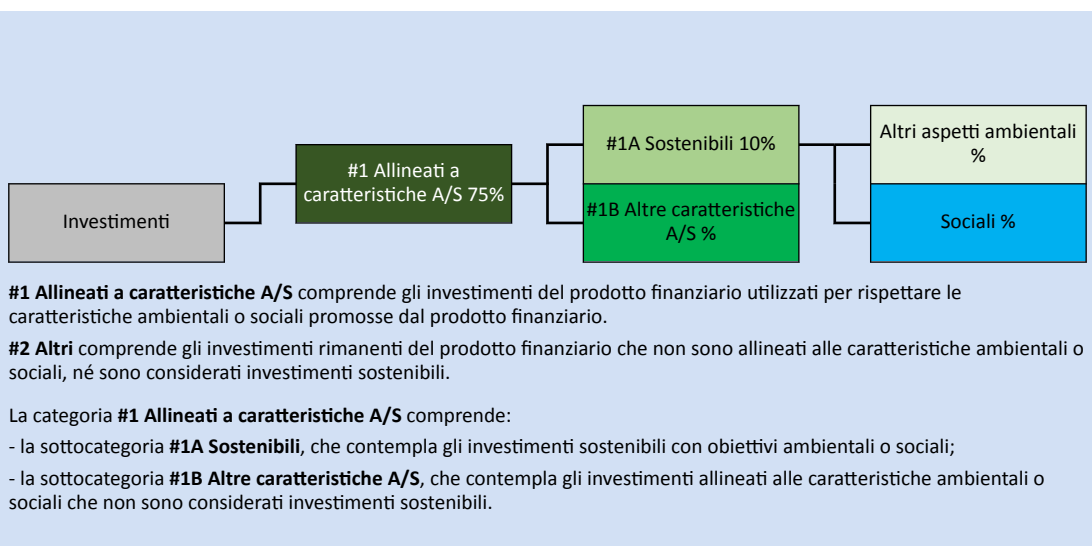 Investimenti
#1 Allineati a
caratteristiche A/S 75%
#1A Sostenibili 10%
#1B Altre caratteristiche
A/S %
Altri aspetti ambientali
%
Sociali %
#1 Allineati a caratteristiche A/S comprende gli investimenti del prodotto finanziario utilizzati per rispettare le
caratteristiche ambientali o sociali promosse dal prodotto finanziario.
#2 Altri comprende gli investimenti rimanenti del prodotto finanziario che non sono allineati alle caratteristiche ambientali o
sociali, né sono considerati investimenti sostenibili.
La categoria #1 Allineati a caratteristiche A/S comprende:
- la sottocategoria #1A Sostenibili, che contempla gli investimenti sostenibili con obiettivi ambientali o sociali;
- la sottocategoria #1B Altre caratteristiche A/S, che contempla gli investimenti allineati alle caratteristiche ambientali o
sociali che non sono considerati investimenti sostenibili.